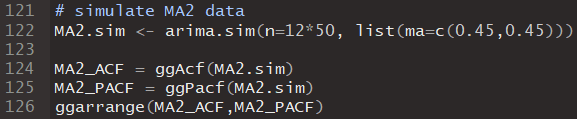 121 # simulate MA2 data
122 MA2.sim <- arima.sim(n=12*50, list(ma=c(0.45,0.45)))
123
124 MA2_ACF = ggAcf(MA2.sim)
125 MA2_PACF = ggPacf(MA2.sim)
126 ggarrange(MA2_ACF,MA2_PACF)